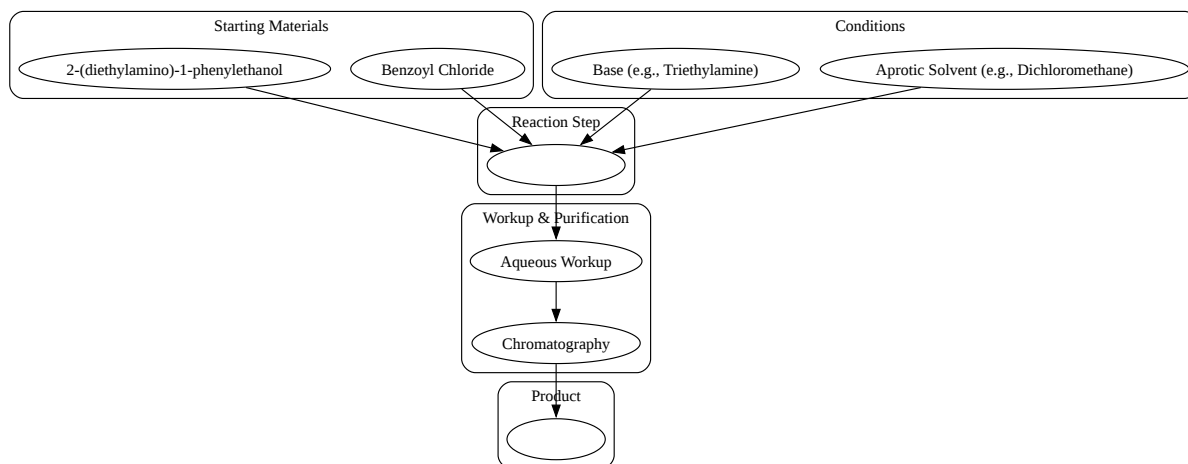 Starting Materials
Conditions
2-(diethylamino)-1-phenylethanol
Benzoyl Chloride
Base (e.g., Triethylamine)
Aprotic Solvent (e.g., Dichloromethane)
Reaction Step
Workup & Purification
Aqueous Workup
Chromatography
Product